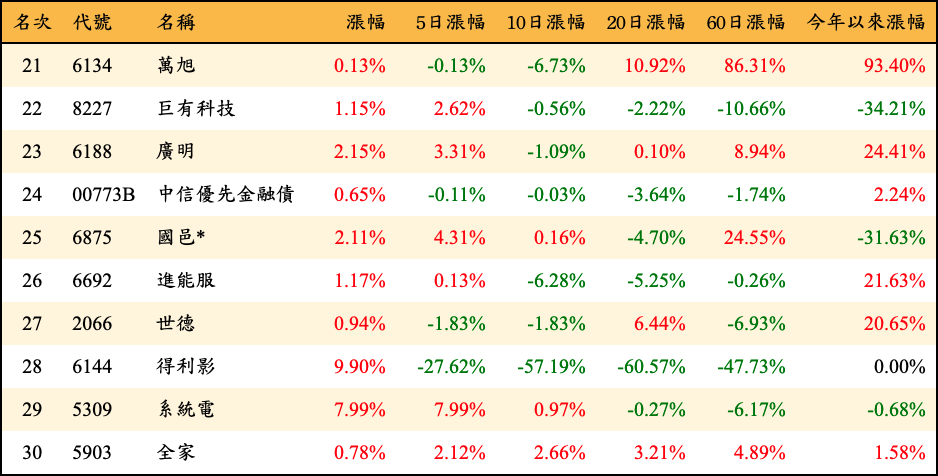 名次 代號 名稱 漲幅 5日漲幅 10日漲幅 20日漲幅 60日漲幅 今年以來漲幅
21 6134 萬旭 0.13% -0.13% -6.73% 10.92% 86.31% 93.40%
22 8227 巨有科技 1.15% 2.62% -0.56% -2.22% -10.66% -34.21%
23 6188 廣明 2.15% 3.31% -1.09% 0.10% 8.94% 24.41%
24 00773B 中信優先金融債 0.65% -0.11% -0.03% -3.64% -1.74% 2.24%
25 6875 國邑* 2.11% 4.31% 0.16% -4.70% 24.55% -31.63%
26 6692 進能服 1.17% 0.13% -6.28% -5.25% -0.26% 21.63%
27 2066 世德 0.94% -1.83% -1.83% 6.44% -6.93% 20.65%
28 6144 得利影 9.90% -27.62% -57.19% -60.57% -47.73% 0.00%
29 5309 系統電 7.99% 7.99% 0.97% -0.27% -6.17% -0.68%
30 5903 全家 0.78% 2.12% 2.66% 3.21% 4.89% 1.58%